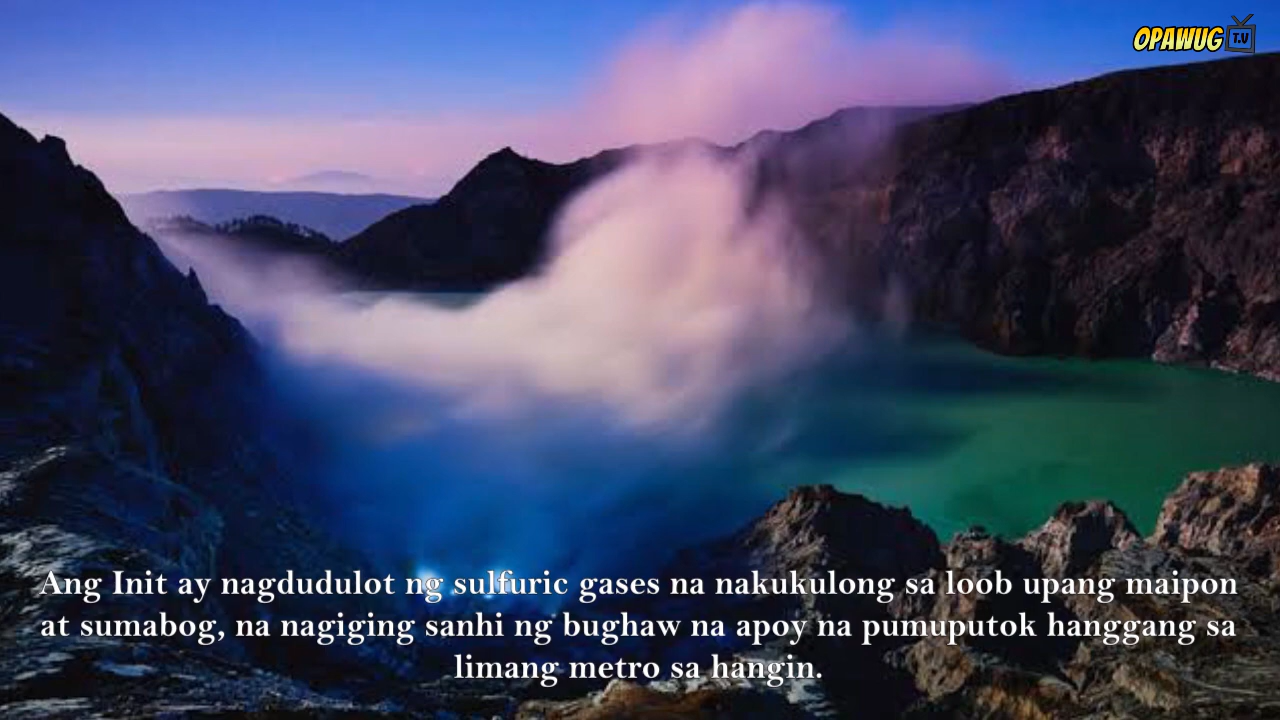 OPAWUG T.V
Ang Init ay nagdudulot ng sulfuric gases na nakukulong sa loob upang maipon
at sumabog, na nagiging sanhi ng bughaw na apoy na pumuputok hanggang sa
limang metro sa hangin.